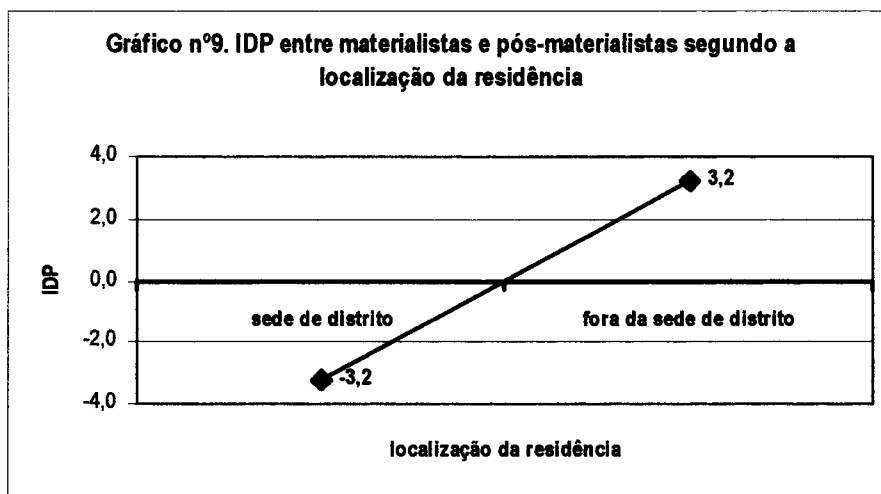 Gráfico nº9. IDP entre materialistas e pós-materialistas segundo a
localização da residência
4,0
3,2
2,0
IDP
0,0
sede de distrito
fora da sede de distrito
-2,0
-3,2
-4,0
localização da residência